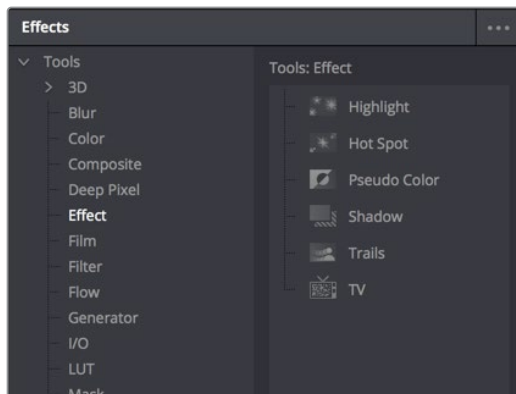 Effects
Tools
3D
Blur
Color
Composite
Deep Pixel
Effect
Film
Filter
Flow
Generator
I/O
LUT
Mask
Tools: Effect
Highlight
Hot Spot
Pseudo Color
Shadow
Trails
TV